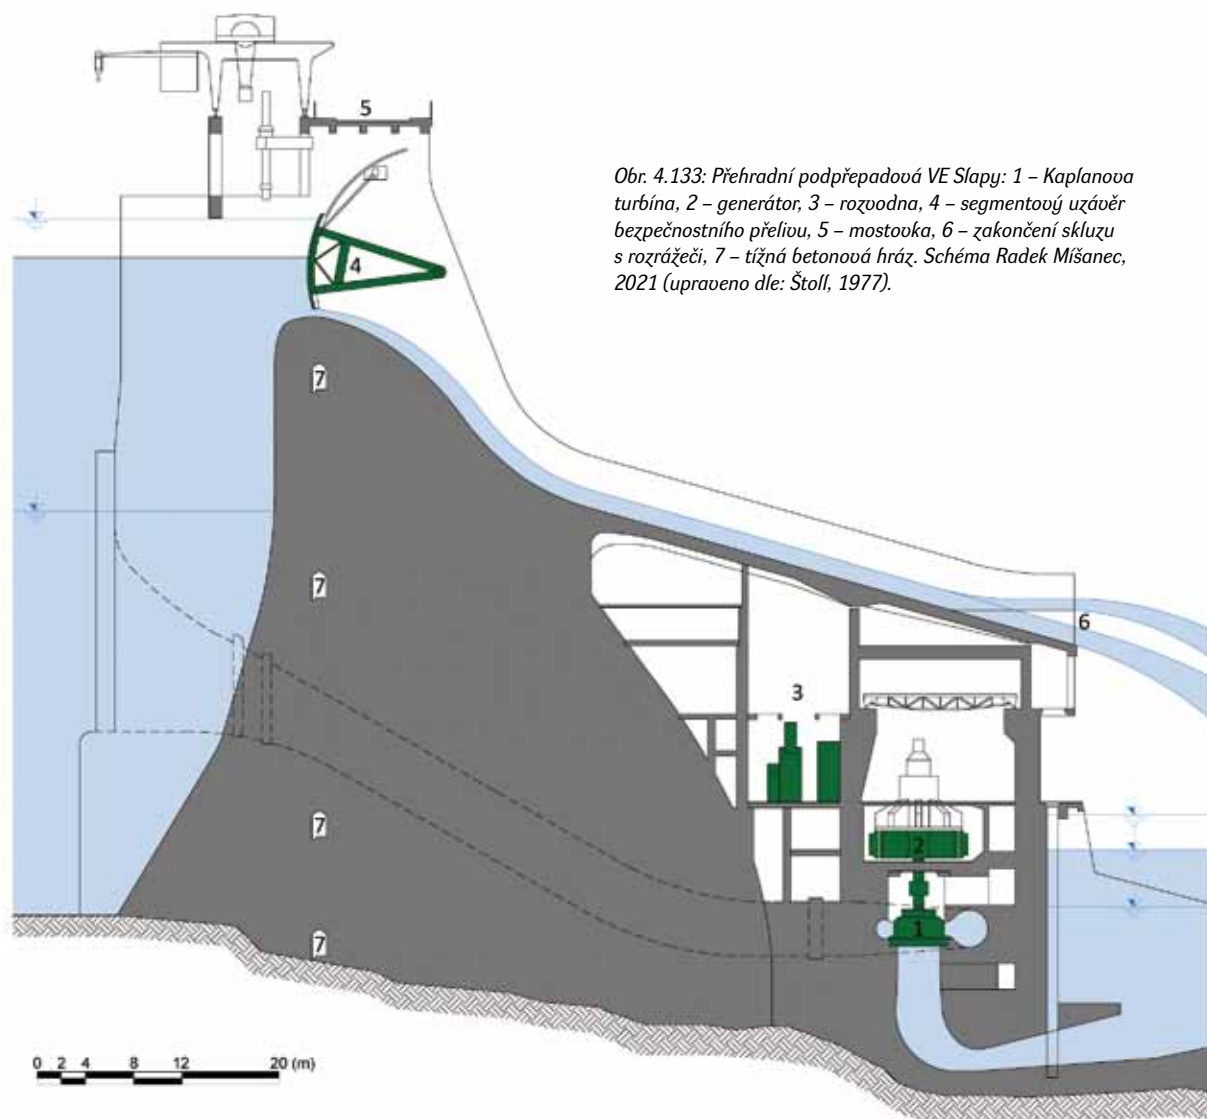 5
Obr. 4.133: Přehradní podpřepadová VE Slapy: 1 – Kaplanova
turbína, 2 – generátor, 3 – rozvodna, 4 – segmentový uzávěr
bezpečnostního přelivu, 5 – mostovka, 6 – zakončení skluzu
s rozrážeči, 7 – tížná betonová hráz. Schéma Radek Míšanec,
2021 (upraveno dle: Štoll, 1977).
4
7
7
6
3
7
2
1
7
0 2 4 8 12 20 (m)